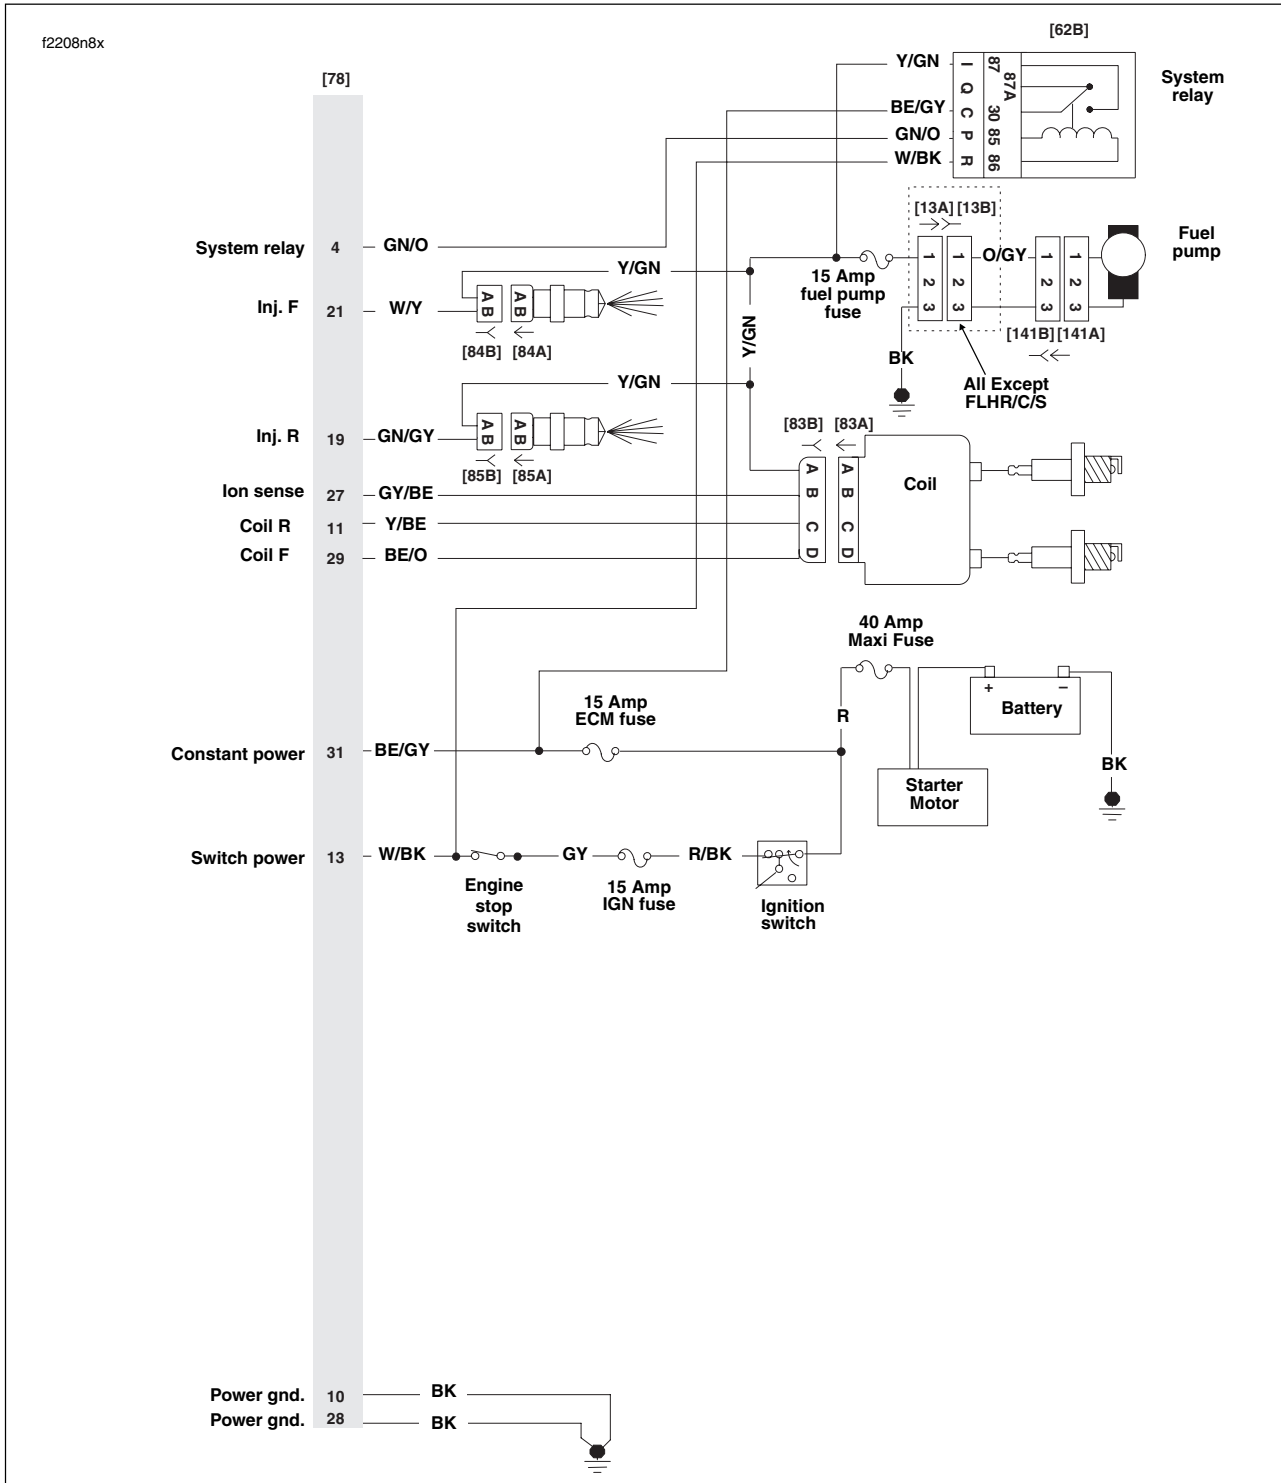 f2208n8x
[62B]
[78]
Y/GN
I
87
87A
System
relay
Q
BE/GY
C
30
GN/O
P
85
W/BK
R
86
[13A] [13B]
System relay 4 GN/O
Fuel
pump
Y/GN
1 1 O/GY 1 1
2 2 2 2
3 3 3 3
15 Amp
fuel pump
fuse
Inj. F 21 W/Y
A A
B B
[84B] [84A]
Y/GN
[141B] [141A]
BK
All Except
FLHR/C/S
Y/GN
Inj. R 19 GN/GY
A A
B B
[85B] [85A]
[83B] [83A]
A A
B B
C C
D D
Coil
Ion sense 27 GY/BE
Coil R 11 Y/BE
Coil F 29 BE/O
40 Amp
Maxi Fuse
+ –
Battery
15 Amp
ECM fuse
R
Constant power 31 BE/GY
BK
Starter
Motor
Switch power 13 W/BK GY R/BK
Engine
stop
switch
15 Amp
IGN fuse
Ignition
switch
Power gnd. 10 BK
Power gnd. 28 BK